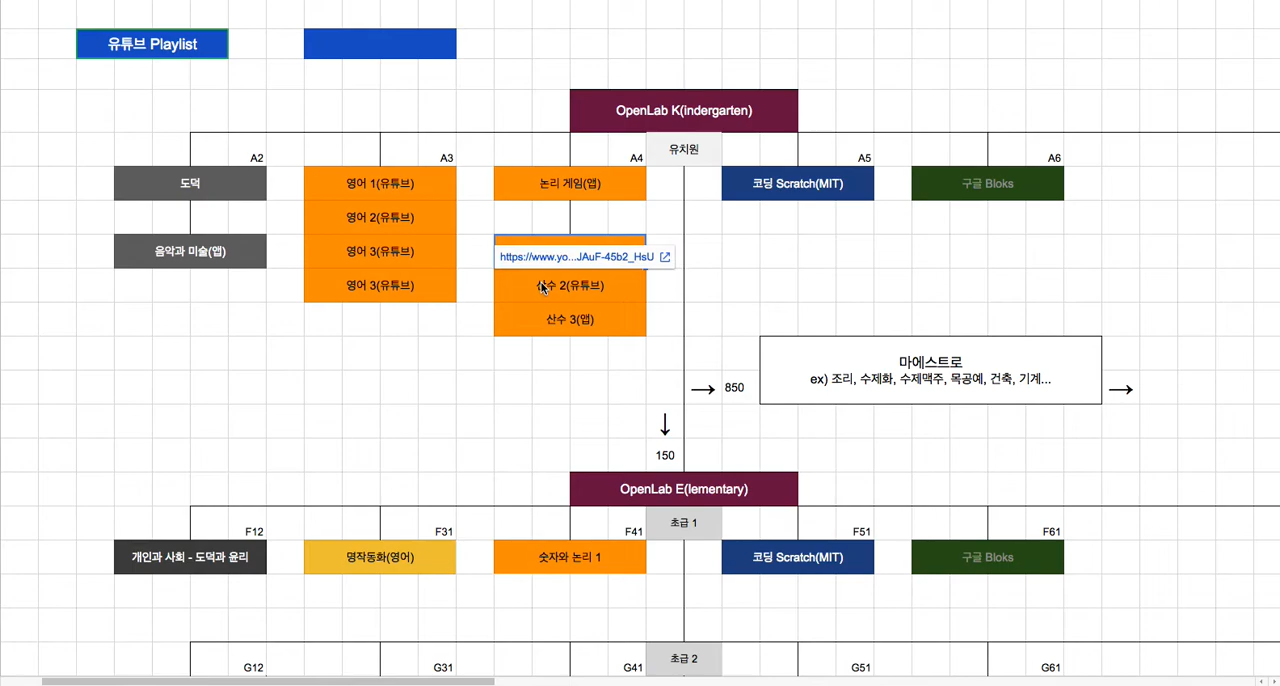 유튜브 Playlist
OpenLab K(indergarten)
유치원
A2
A3
A4
A5
A6
도덕
영어 1(유튜브)
논리 게임(앱)
코딩 Scratch(MIT)
구글 Bloks
영어 2(유튜브)
음악과 미술(앱)
영어 3(유튜브)
https://www.yo...JAuF-45b2_HsU
영어 3(유튜브)
산수 2(유튜브)
산수 3(앱)
마에스트로
ex) 조리, 수제화, 수제맥주, 목공예, 건축, 기계...
→ 850
→
↓
150
OpenLab E(lementary)
초급 1
F12
F31
F41
F51
F61
개인과 사회 - 도덕과 윤리
명작동화(영어)
숫자와 논리 1
코딩 Scratch(MIT)
구글 Bloks
초급 2
G12
G31
G41
G51
G61